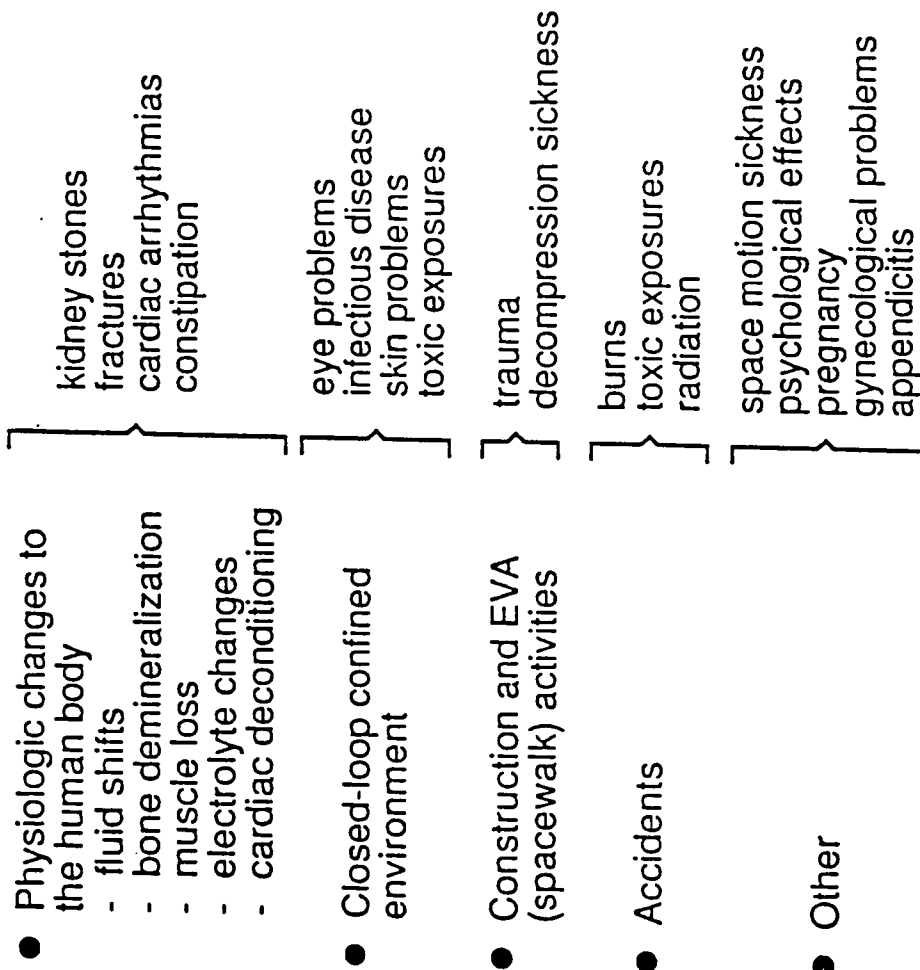 ● Physiologic changes to
the human body
- fluid shifts
- bone demineralization
- muscle loss
- electrolyte changes
- cardiac deconditioning
kidney stones
fractures
cardiac arrhythmias
constipation
● Closed-loop confined
environment
eye problems
infectious disease
skin problems
toxic exposures
● Construction and EVA
(spacewalk) activities
trauma
decompression sickness
● Accidents
burns
toxic exposures
radiation
● Other
space motion sickness
psychological effects
pregnancy
gynecological problems
appendicitis